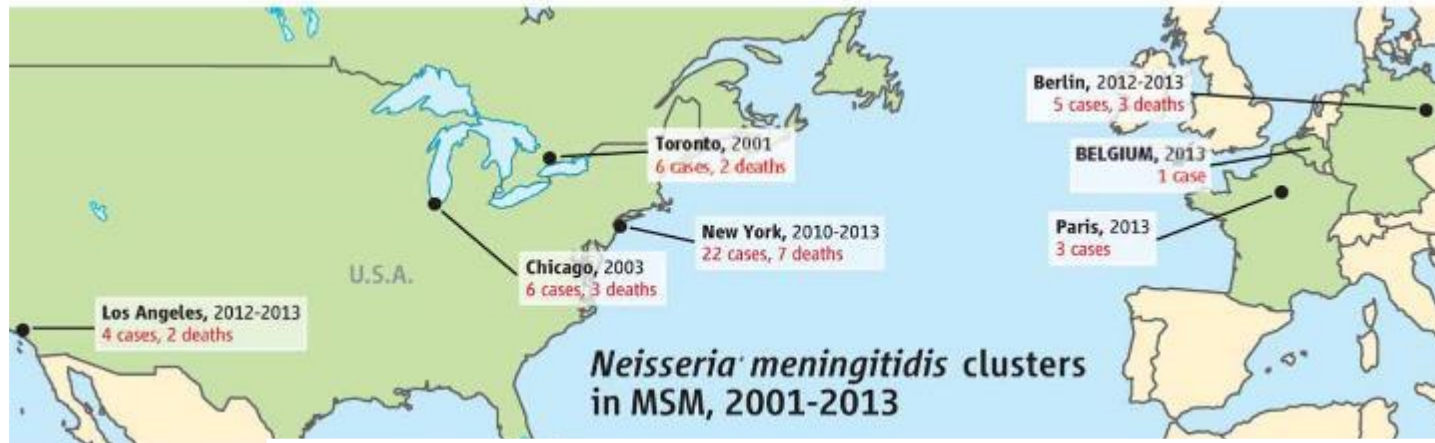 Berlin, 2012-2013
5 cases, 3 deaths
Toronto, 2001
6 cases, 2 deaths
BELGIUM, 2013
1 case
New York, 2010-2013
22 cases, 7 deaths
Paris, 2013
3 cases
Chicago, 2003
6 cases, 3 deaths
U.S.A.
Los Angeles, 2012-2013
4 cases, 2 deaths
Neisseria meningitidis clusters
in MSM, 2001-2013